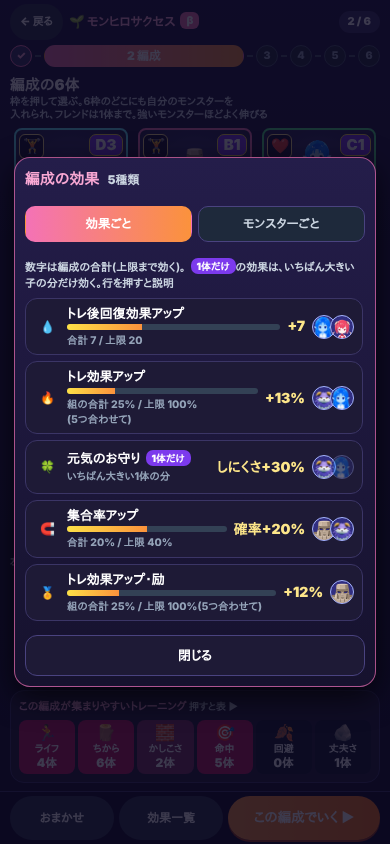 ← 戻る
🌱 モンヒロサクセス β
2 / 6
✓ 2 編成 3 4 5 6
編成の6体
枠を押して選ぶ。6枠のどこにも自分のモンスターを
入れられ、フレンドは1体まで。強いモンスターほどよく伸びる
D3 B1 C1
編成の効果 5種類
効果ごと
モンスターごと
数字は編成の合計(上限まで効く)。 1体だけ の効果は、いちばん大きい
子の分だけ効く。行を押すと説明
トレ後回復効果アップ
+7
合計 7 / 上限 20
トレ効果アップ
+13%
組の合計 25% / 上限 100%
(5つ合わせて)
元気のお守り 1体だけ
しにくさ+30%
いちばん大きい1体の分
集合率アップ
確率+20%
合計 20% / 上限 40%
トレ効果アップ・励
+12%
組の合計 25% / 上限 100%(5つ合わせて)
閉じる
この編成が集まりやすいトレーニング 押すと表 ▶
ライフ ちから かしこさ 命中 回避 丈夫さ
4体 6体 2体 5体 0体 1体
おまかせ
効果一覧
この編成でいく ▶